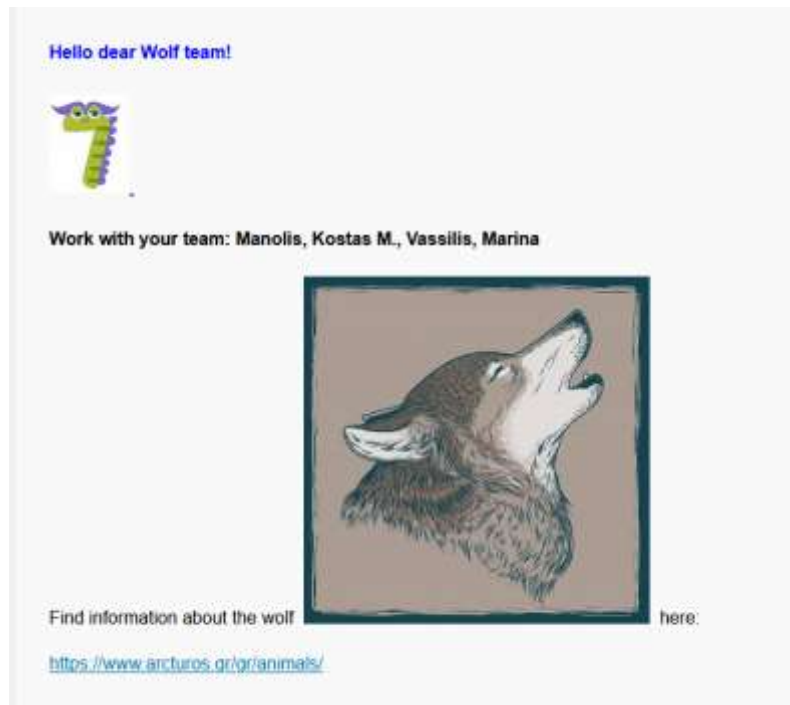 Hello dear Wolf team!
7
Work with your team: Manolis, Kostas M., Vassilis, Marina
Find information about the wolf here:
https://www.arcturos.gr/gr/animals/